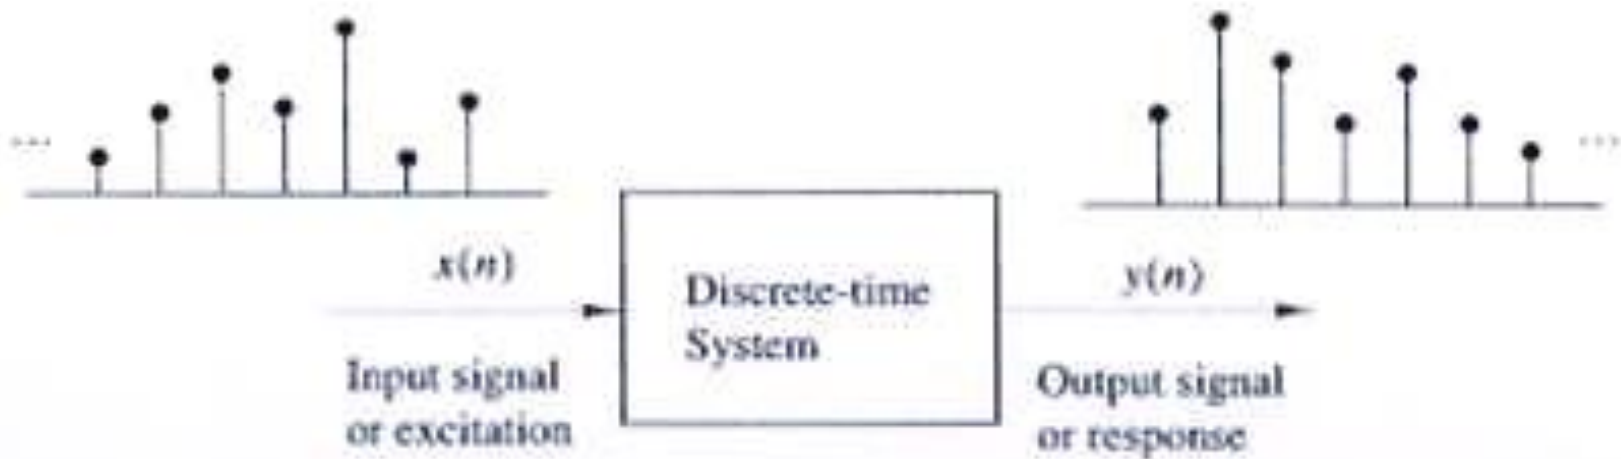 ...
...
x(n)
Discrete-time
System
y(n)
Input signal
or excitation
Output signal
or response